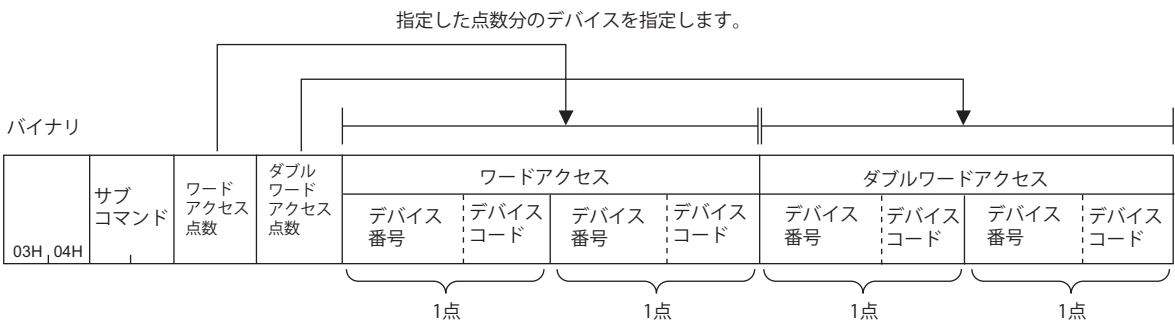 指定した点数分のデバイスを指定します。
バイナリ
03H 04H
サブ
コマンド
ワード
アクセス
点数
ダブル
ワード
アクセス
点数
ワードアクセス
ダブルワードアクセス
デバイス
番号
デバイス
コード
デバイス
番号
デバイス
コード
デバイス
番号
デバイス
コード
デバイス
番号
デバイス
コード
1点
1点
1点
1点